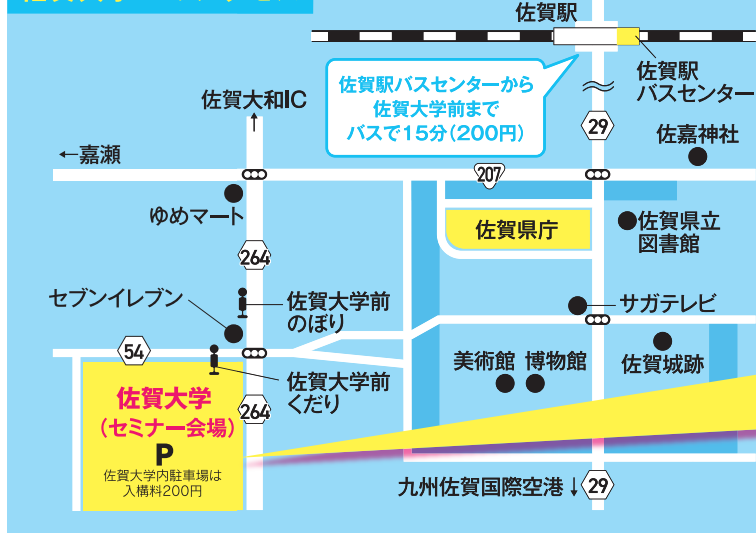 佐賀駅
佐賀駅
バスセンター
佐賀駅バスセンターから
佐賀大学前まで
バスで15分(200円)
佐賀大和IC
29
佐嘉神社
←嘉瀬
207
ゆめマート
佐賀県庁
佐賀県立
図書館
264
セブンイレブン
佐賀大学前
のぼり
サガテレビ
54
佐賀大学前
くだり
美術館
博物館
佐賀城跡
佐賀大学
(セミナー会場)
P
佐賀大学内駐車場は
入構料200円
264
九州佐賀国際空港↓
29